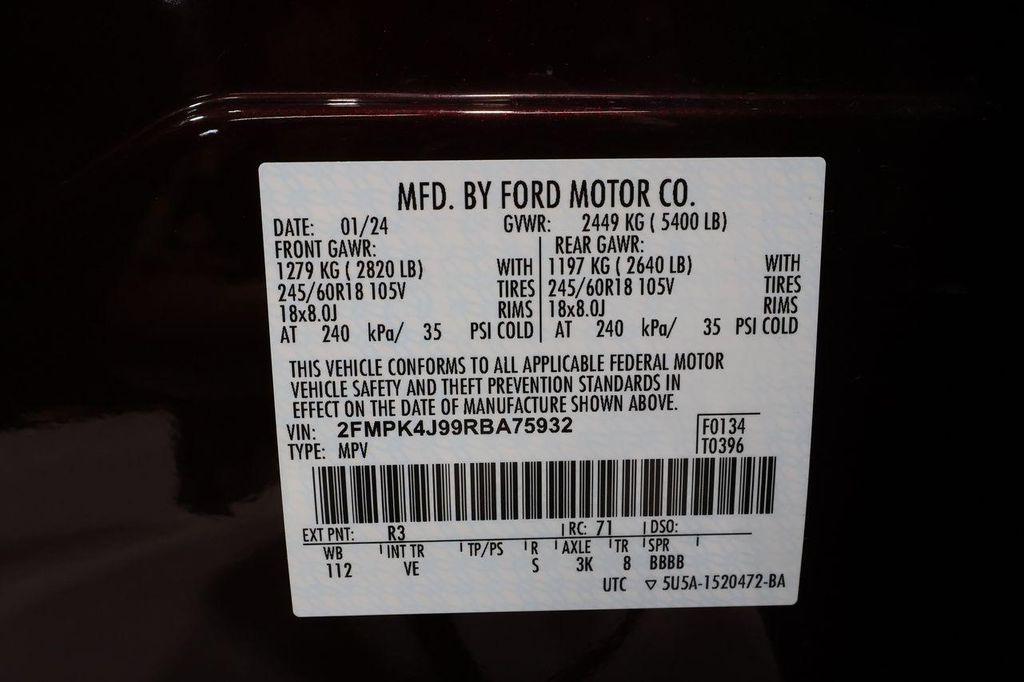 MFD. BY FORD MOTOR CO.
DATE: 01/24 GVWR: 2449 KG ( 5400 LB)
FRONT GAWR: REAR GAWR:
1279 KG ( 2820 LB) WITH 1197 KG ( 2640 LB) WITH
245/60R18 105V TIRES 245/60R18 105V TIRES
18x8.0J RIMS 18x8.0J RIMS
AT 240 kPa/ 35 PSI COLD AT 240 kPa/ 35 PSI COLD
THIS VEHICLE CONFORMS TO ALL APPLICABLE FEDERAL MOTOR
VEHICLE SAFETY AND THEFT PREVENTION STANDARDS IN
EFFECT ON THE DATE OF MANUFACTURE SHOWN ABOVE.
VIN: 2FMPK4J99RBA75932 F0134
TYPE: MPV T0396
EXT PNT: R3 RC: 71 DSO:
WB INT TR TP/PS R AXLE TR SPR
112 VE S 3K 8 BBBB
UTC ▽ 5U5A-1520472-BA